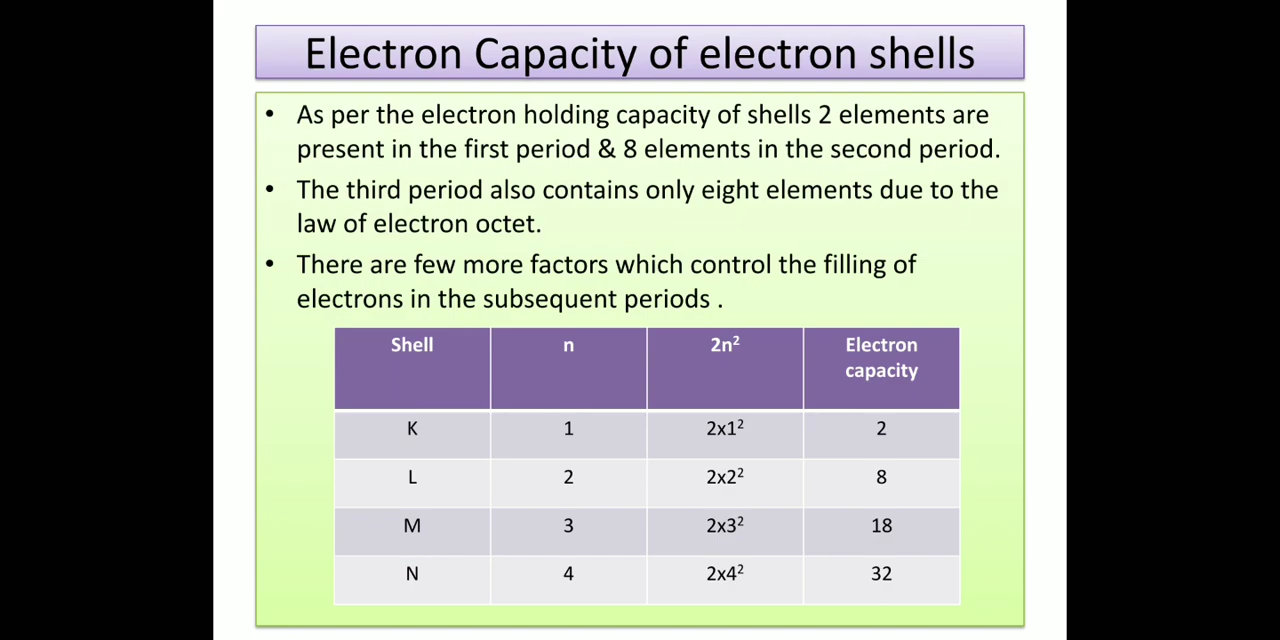 Electron Capacity of electron shells
• As per the electron holding capacity of shells 2 elements are
present in the first period & 8 elements in the second period.
• The third period also contains only eight elements due to the
law of electron octet.
• There are few more factors which control the filling of
electrons in the subsequent periods .
Shell n 2n² Electron
capacity
K 1 2x1² 2
L 2 2x2² 8
M 3 2x3² 18
N 4 2x4² 32